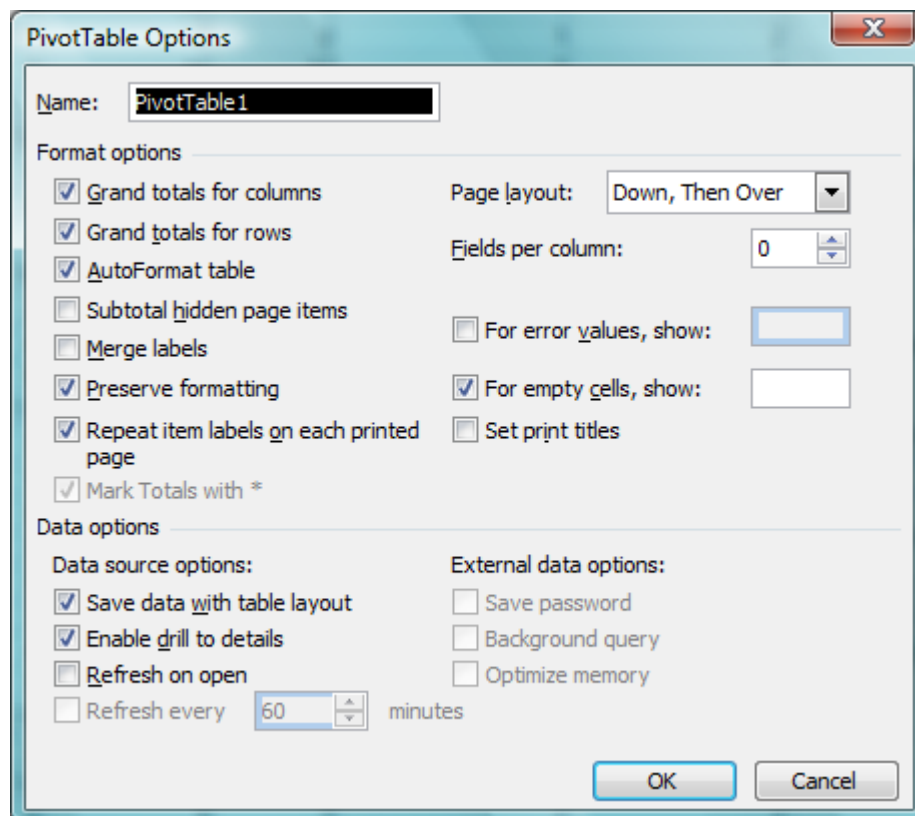 PivotTable Options
Name: PivotTable1
Format options
Grand totals for columns
Page layout: Down, Then Over
Grand totals for rows
Fields per column: 0
AutoFormat table
Subtotal hidden page items
For error values, show:
Merge labels
Preserve formatting
For empty cells, show:
Repeat item labels on each printed
page
Set print titles
Mark Totals with *
Data options
Data source options:
External data options:
Save data with table layout
Save password
Enable drill to details
Background query
Refresh on open
Optimize memory
Refresh every 60 minutes
OK
Cancel